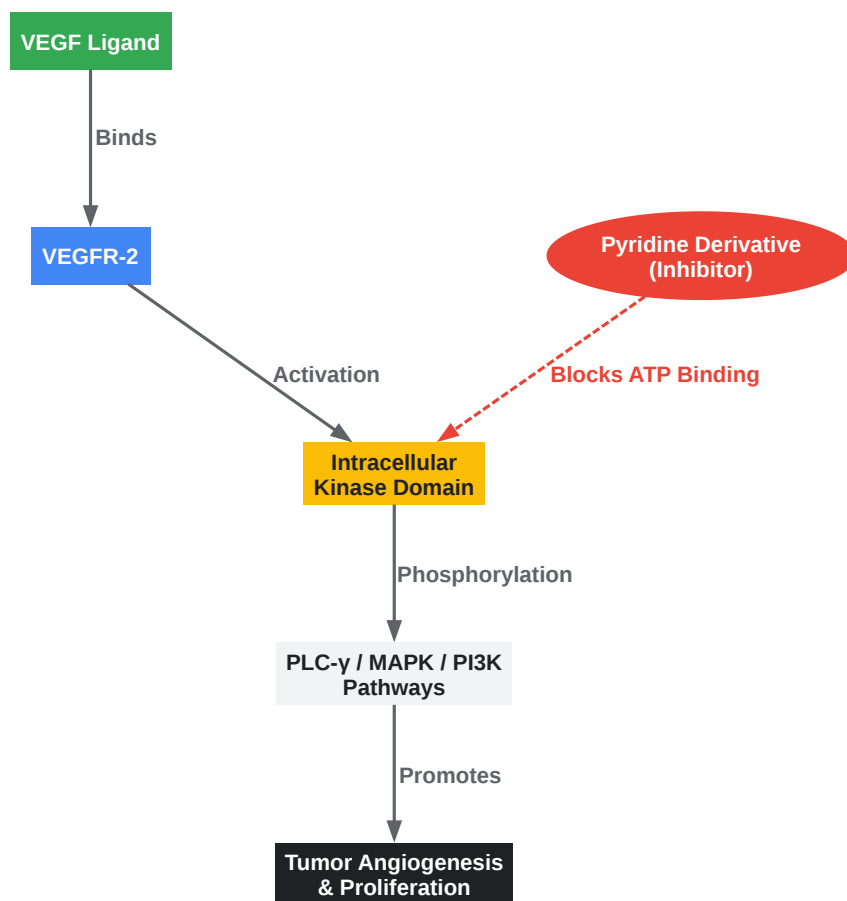 VEGF Ligand
Binds
VEGFR-2
Pyridine Derivative
(Inhibitor)
Activation
Blocks ATP Binding
Intracellular
Kinase Domain
Phosphorylation
PLC-γ / MAPK / PI3K
Pathways
Promotes
Tumor Angiogenesis
& Proliferation